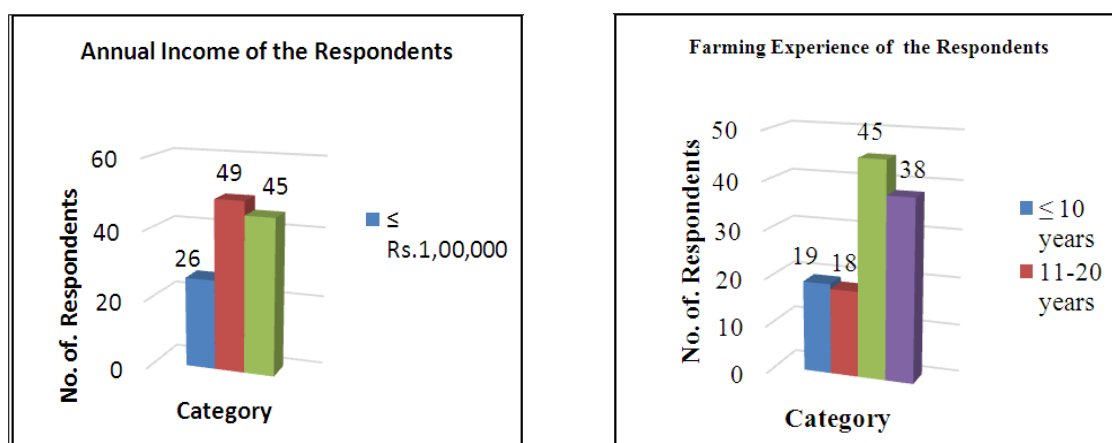 Annual Income of the Respondents
No. of. Respondents
60
40
20
0
26
49
45
Category
≤
Rs.1,00,000
Farming Experience of the Respondents
No. of. Respondents
50
40
30
20
10
0
19
18
45
38
Category
≤ 10
years
11-20
years